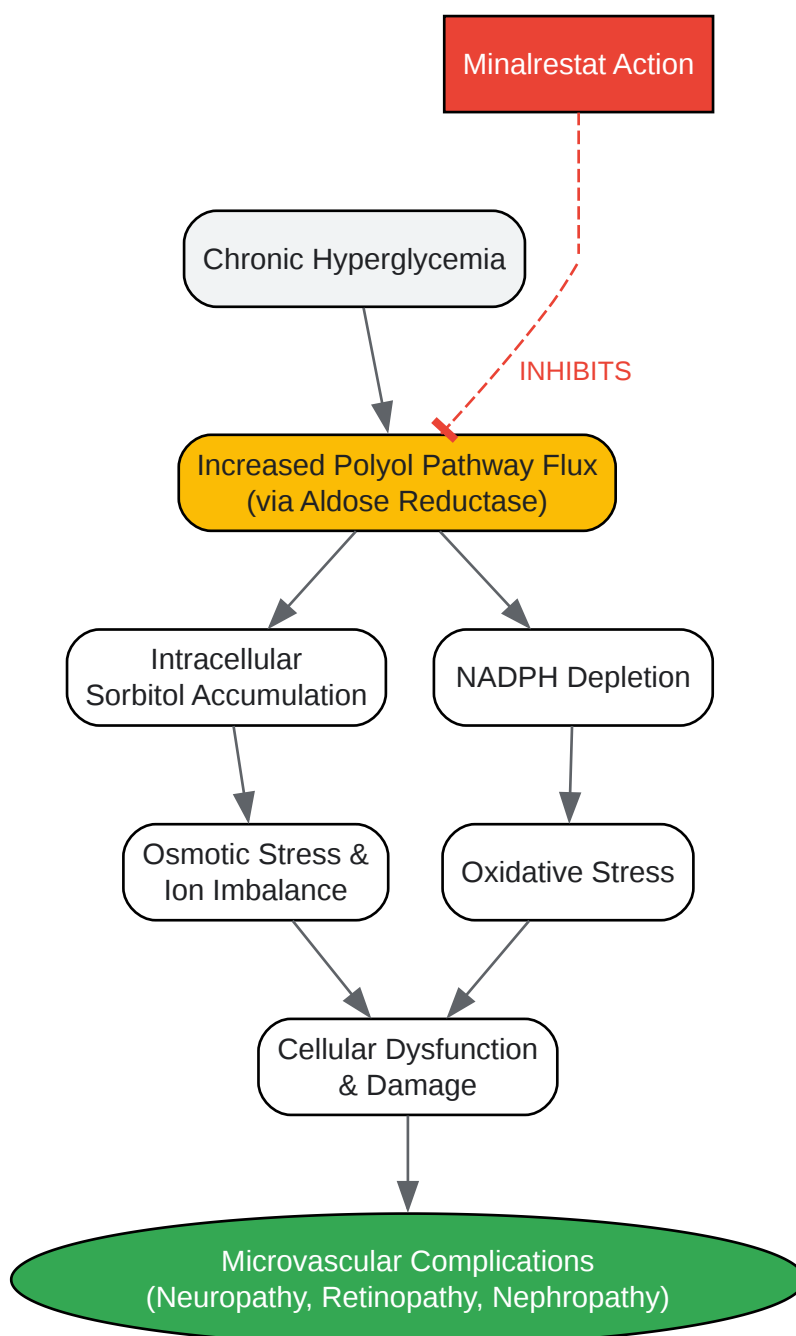 Minalrestat Action
Chronic Hyperglycemia
INHIBITS
Increased Polyol Pathway Flux
(via Aldose Reductase)
Intracellular
Sorbitol Accumulation
NADPH Depletion
Osmotic Stress &
Ion Imbalance
Oxidative Stress
Cellular Dysfunction
& Damage
Microvascular Complications
(Neuropathy, Retinopathy, Nephropathy)